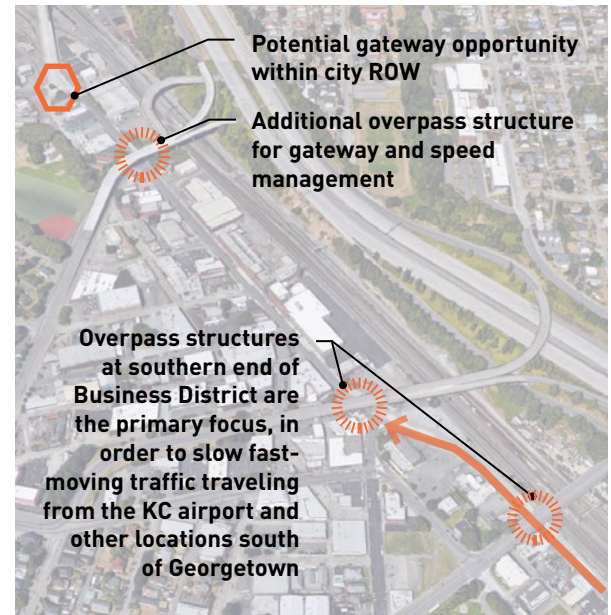 Potential gateway opportunity
within city ROW
Additional overpass structure
for gateway and speed
management
Overpass structures
at southern end of
Business District are
the primary focus, in
order to slow fast-
moving traffic traveling
from the KC airport and
other locations south
of Georgetown